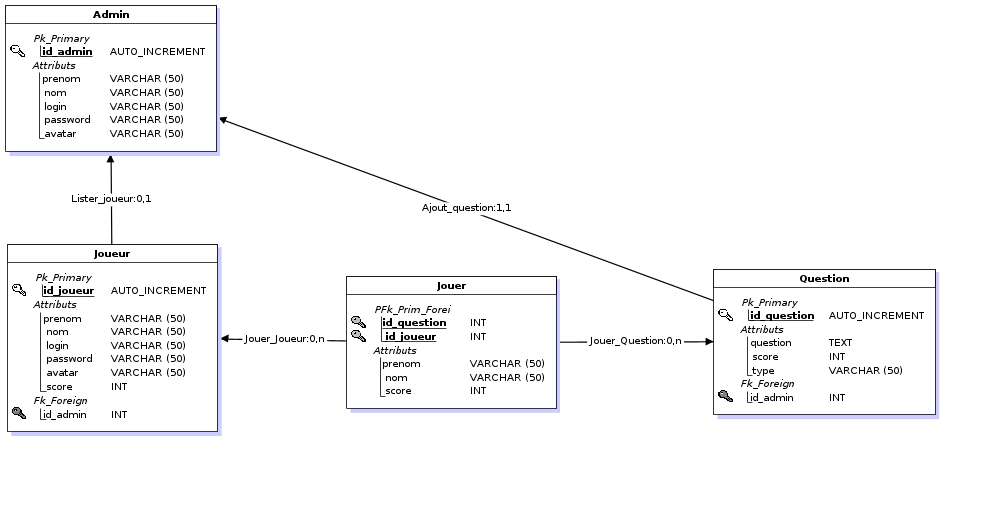 Admin
Pk_Primary
id_admin AUTO_INCREMENT
Attributs
prenom VARCHAR (50)
nom VARCHAR (50)
login VARCHAR (50)
password VARCHAR (50)
avatar VARCHAR (50)
Lister_joueur:0,1
Ajout_question:1,1
Joueur
Pk_Primary
id_joueur AUTO_INCREMENT
Attributs
prenom VARCHAR (50)
nom VARCHAR (50)
login VARCHAR (50)
password VARCHAR (50)
avatar VARCHAR (50)
score INT
Fk_Foreign
id_admin INT
Jouer_Joueur:0,n
Jouer
PFk_Prim_Forei
id_question INT
id_joueur INT
Attributs
prenom VARCHAR (50)
nom VARCHAR (50)
score INT
Jouer_Question:0,n
Question
Pk_Primary
id_question AUTO_INCREMENT
Attributs
question TEXT
score INT
type VARCHAR (50)
Fk_Foreign
id_admin INT